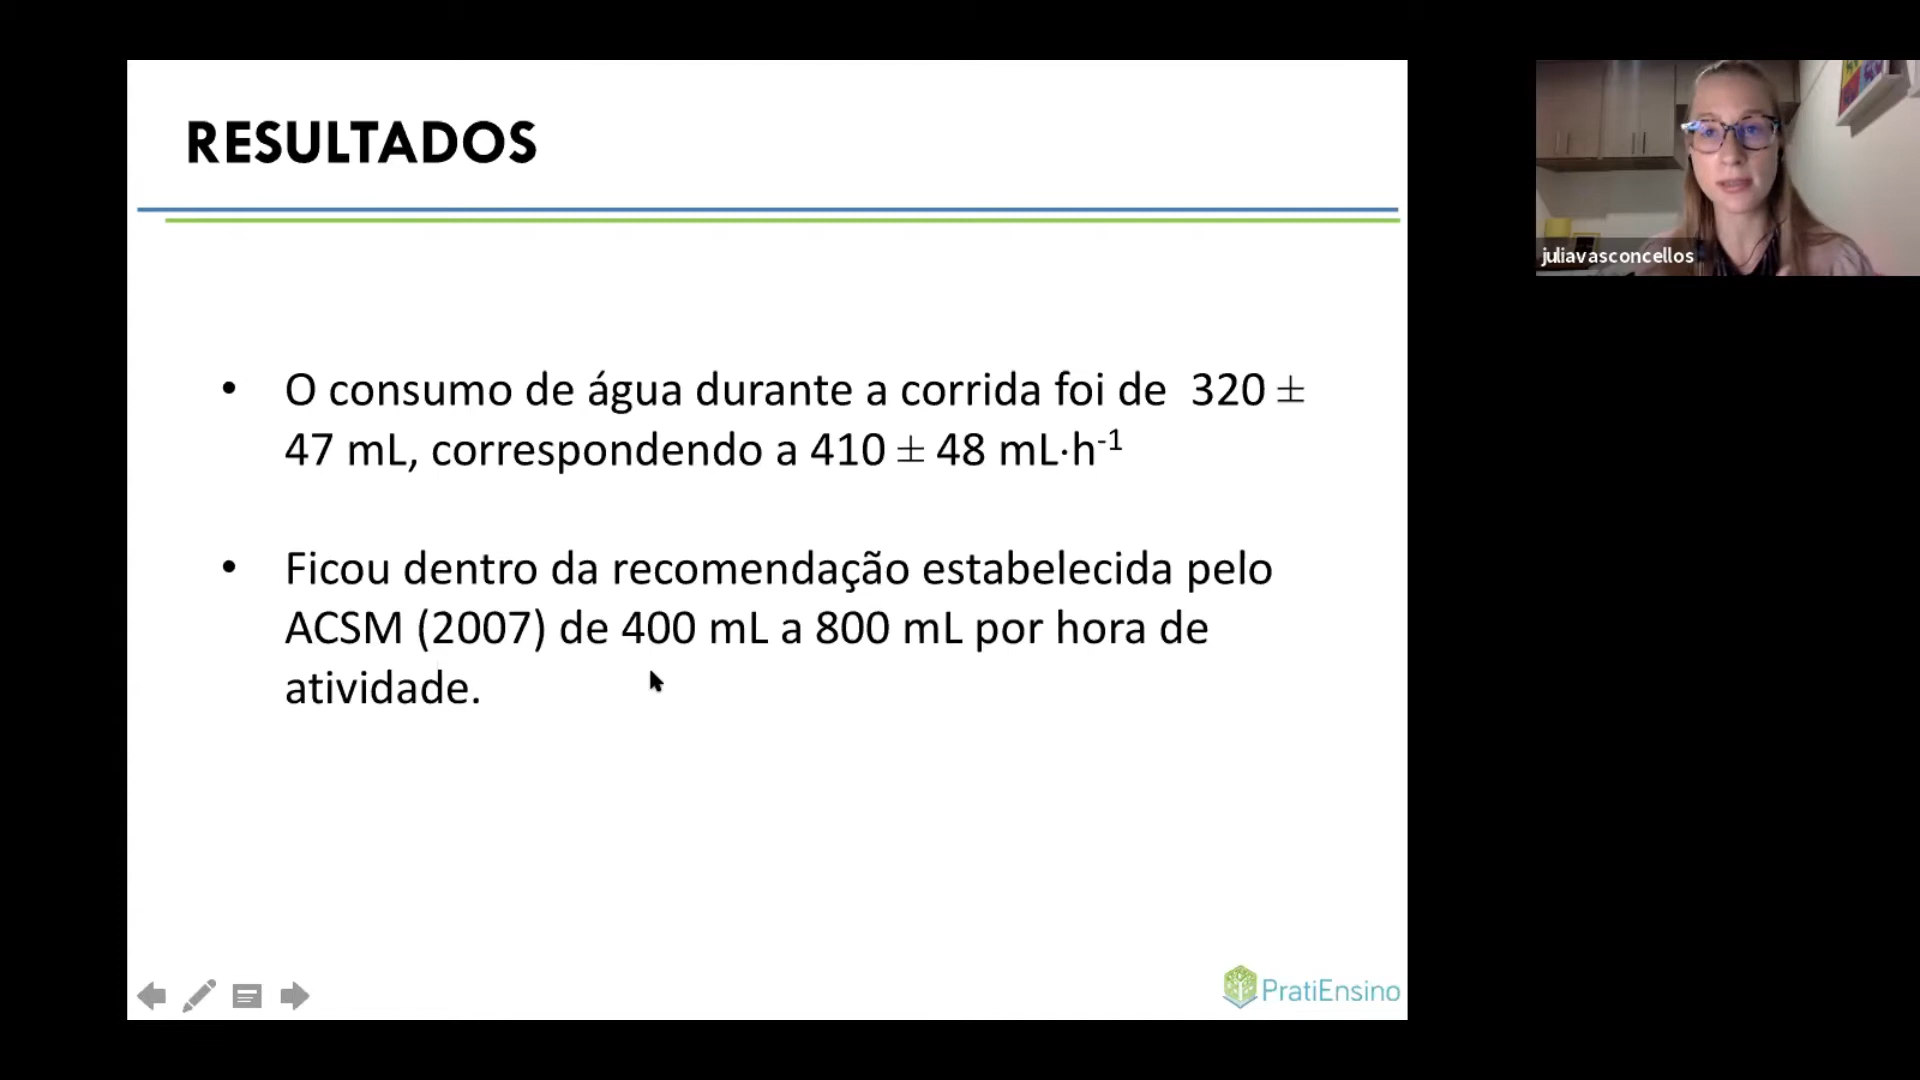 RESULTADOS
juliavasconcellos
• O consumo de água durante a corrida foi de  320 ±
47 mL, correspondendo a 410 ± 48 mL·h⁻¹
• Ficou dentro da recomendação estabelecida pelo
ACSM (2007) de 400 mL a 800 mL por hora de
atividade.
PratiEnsino